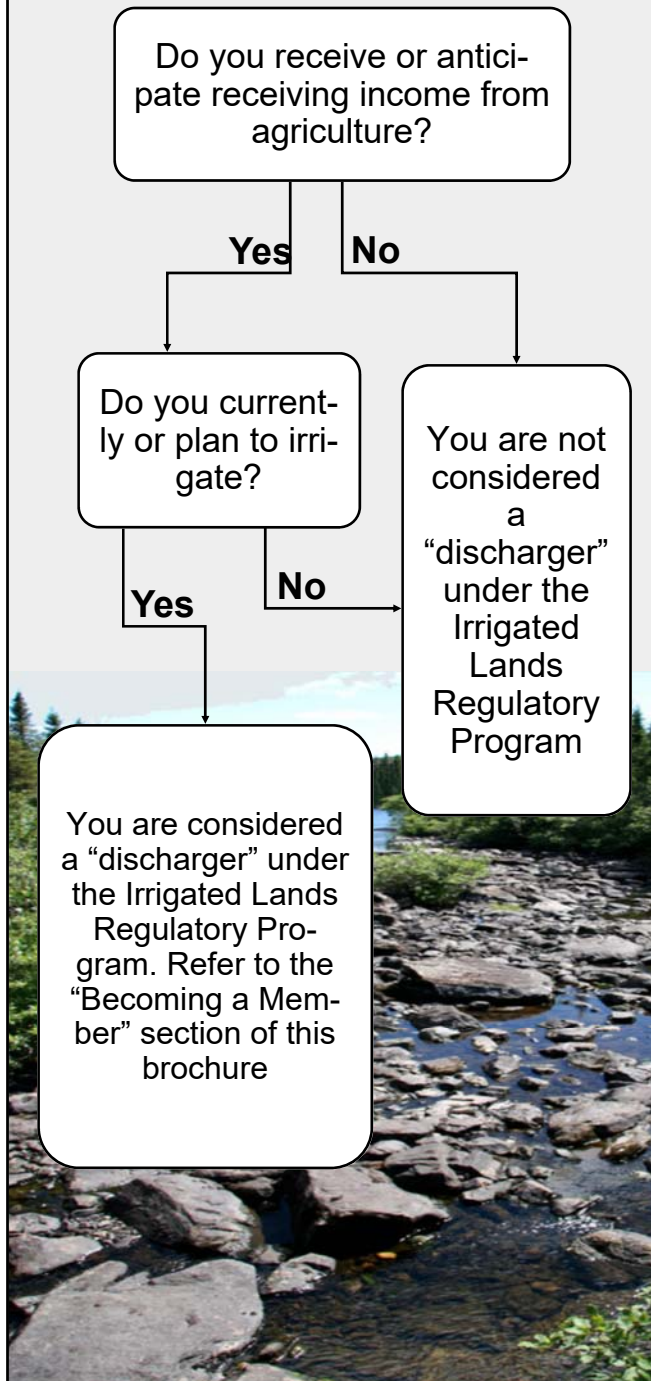 Do you receive or antici-
pate receiving income from
agriculture?
Yes
No
Do you current-
ly or plan to irri-
gate?
You are not
considered
a
“discharger”
under the
Irrigated
Lands
Regulatory
Program
Yes
No
You are considered
a “discharger” under
the Irrigated Lands
Regulatory Pro-
gram. Refer to the
“Becoming a Mem-
ber” section of this
brochure